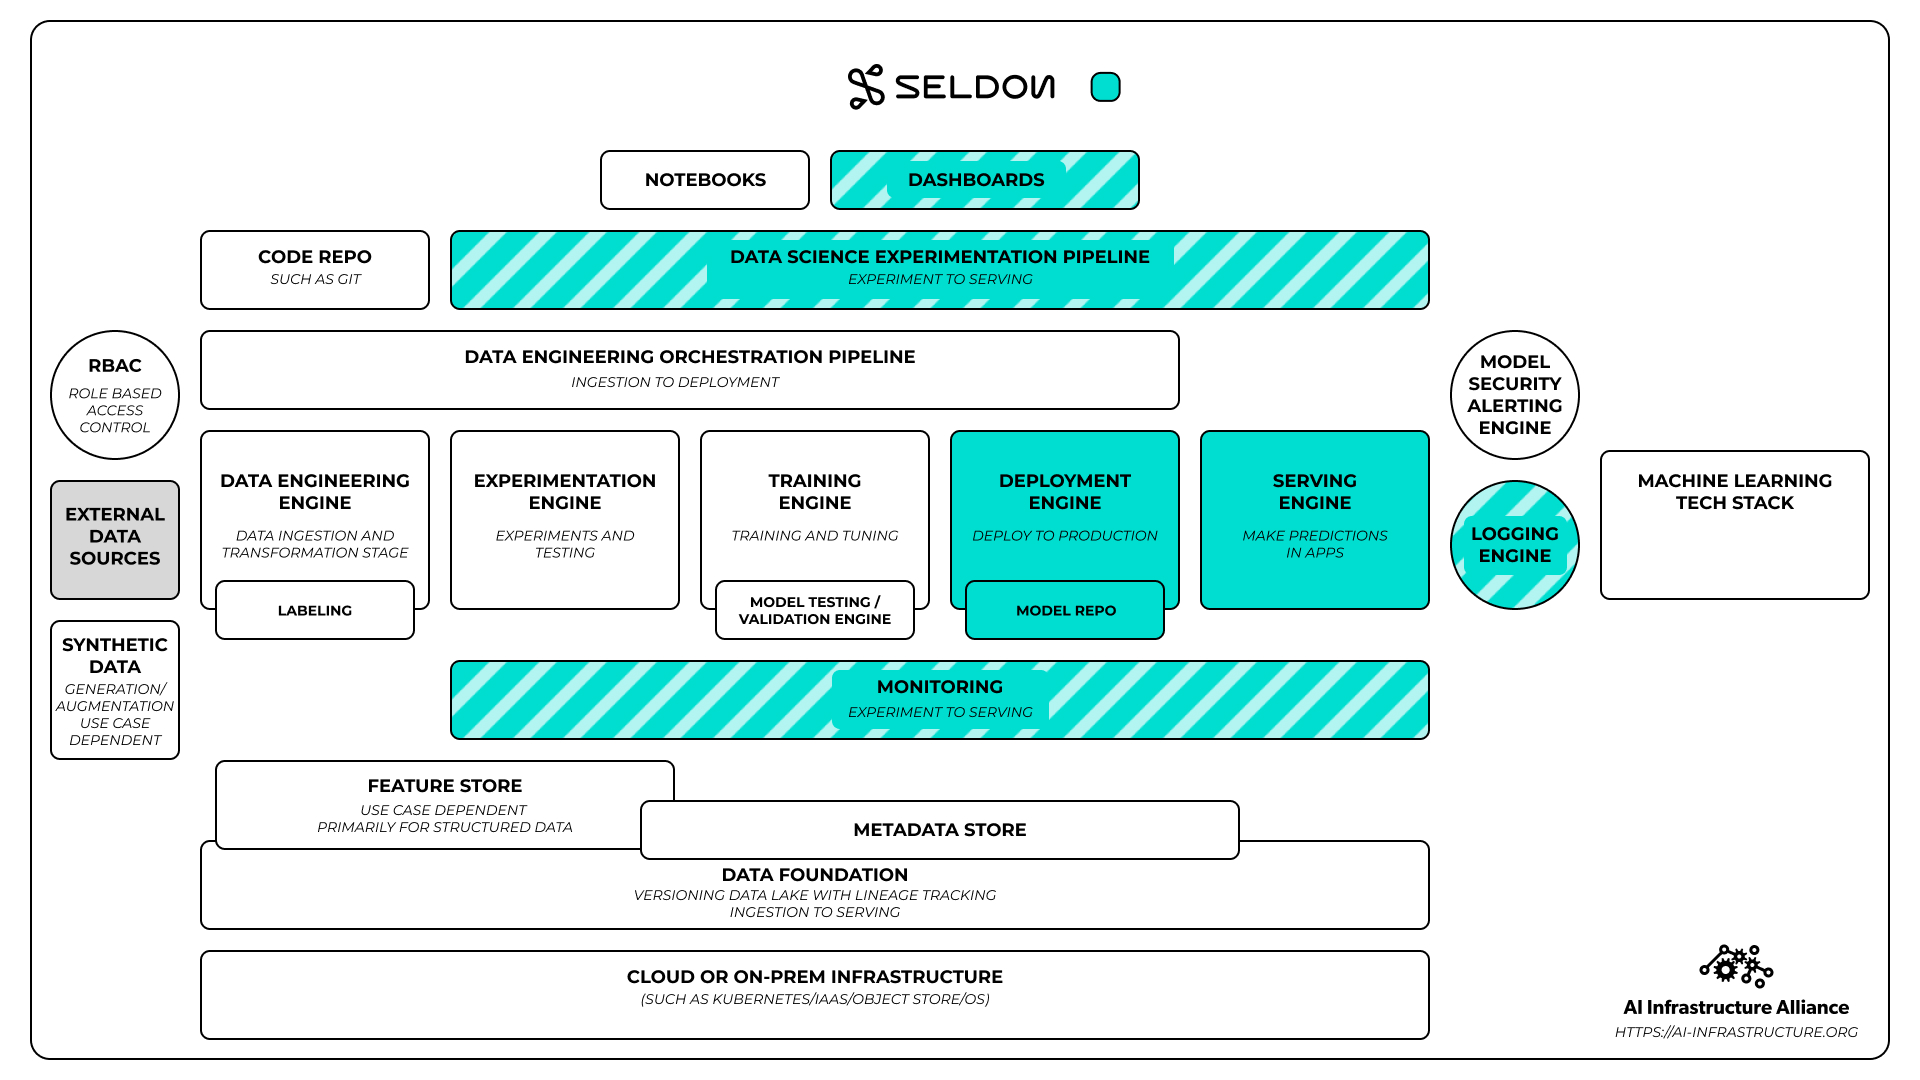 SELDON
NOTEBOOKS
DASHBOARDS
CODE REPO
SUCH AS GIT
DATA SCIENCE EXPERIMENTATION PIPELINE
EXPERIMENT TO SERVING
DATA ENGINEERING ORCHESTRATION PIPELINE
INGESTION TO DEPLOYMENT
RBAC
ROLE BASED
ACCESS
CONTROL
EXTERNAL
DATA
SOURCES
SYNTHETIC
DATA
GENERATION/
AUGMENTATION
USE CASE
DEPENDENT
DATA ENGINEERING
ENGINE
DATA INGESTION AND
TRANSFORMATION STAGE
LABELING
EXPERIMENTATION
ENGINE
EXPERIMENTS AND
TESTING
TRAINING
ENGINE
TRAINING AND TUNING
MODEL TESTING /
VALIDATION ENGINE
DEPLOYMENT
ENGINE
DEPLOY TO PRODUCTION
MODEL REPO
SERVING
ENGINE
MAKE PREDICTIONS
IN APPS
MODEL
SECURITY
ALERTING
ENGINE
LOGGING
ENGINE
MACHINE LEARNING
TECH STACK
MONITORING
EXPERIMENT TO SERVING
FEATURE STORE
USE CASE DEPENDENT
PRIMARILY FOR STRUCTURED DATA
METADATA STORE
DATA FOUNDATION
VERSIONING DATA LAKE WITH LINEAGE TRACKING
INGESTION TO SERVING
CLOUD OR ON-PREM INFRASTRUCTURE
(SUCH AS KUBERNETES/IAAS/OBJECT STORE/OS)
AI Infrastructure Alliance
HTTPS://AI-INFRASTRUCTURE.ORG